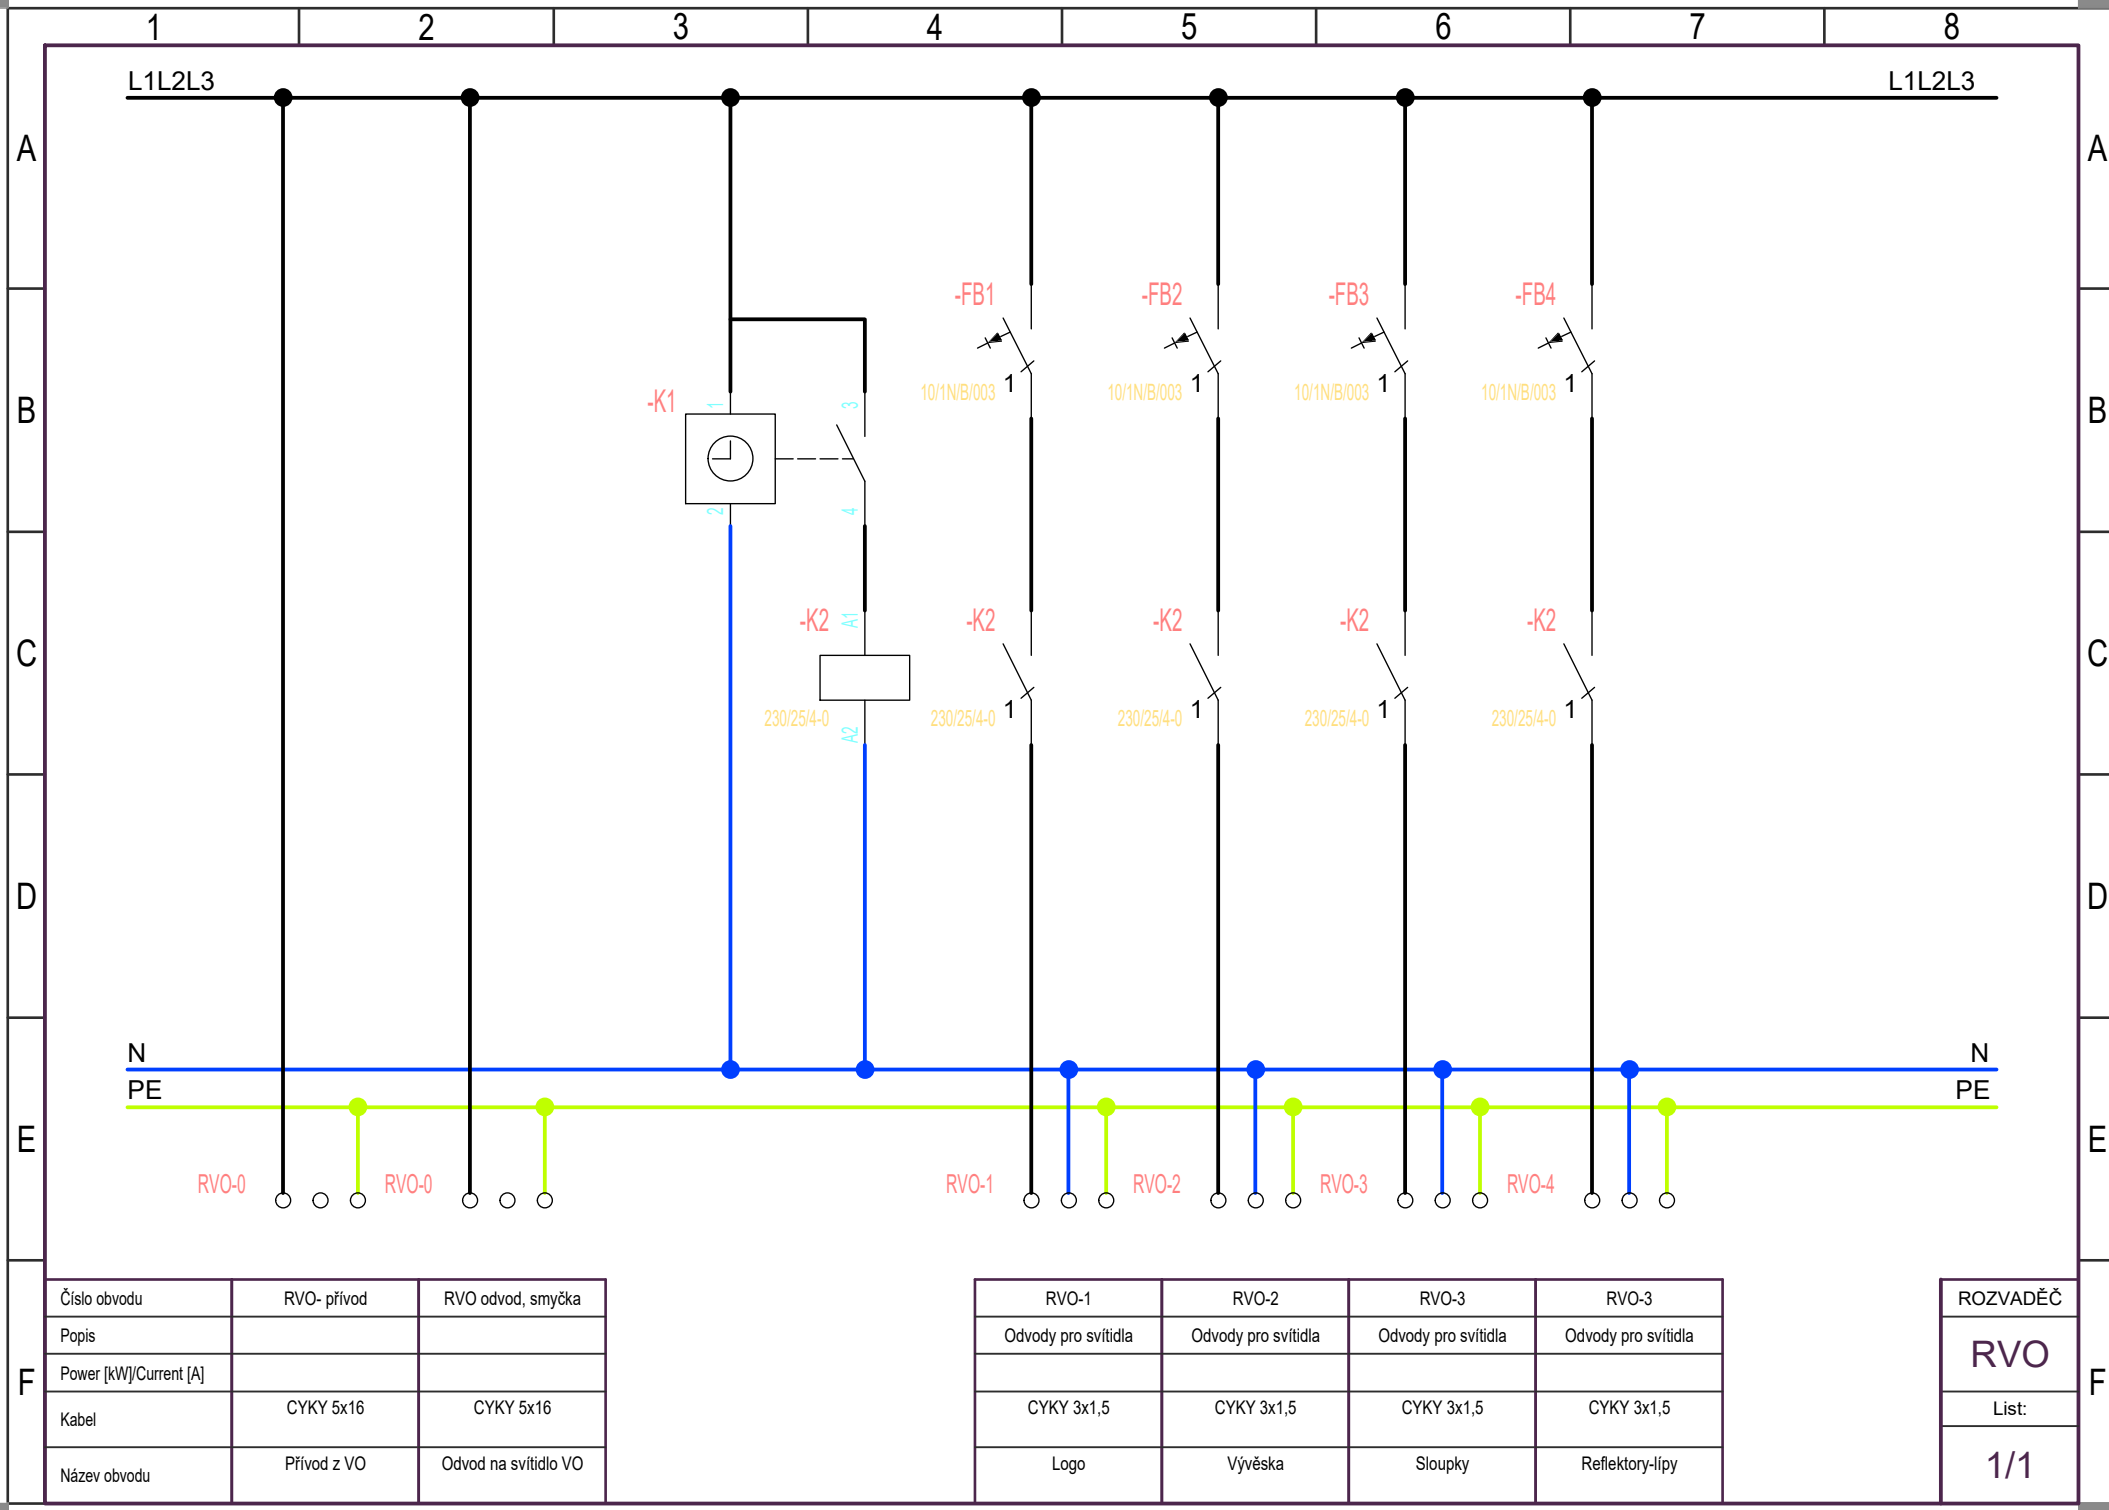 1 2 3 4 5 6 7 8
L1L2L3 L1L2L3
A A
-FB1 -FB2 -FB3 -FB4
1 1 1 1
10/1N/B/003 10/1N/B/003 10/1N/B/003 10/1N/B/003
-K1 1 3
B B
2 4
-K2 A1 -K2 -K2 -K2 -K2
C C
230/25/4-0 A2 230/25/4-0 1 230/25/4-0 1 230/25/4-0 1 230/25/4-0 1
D D
N N
PE PE
E E
RVO-0 RVO-0 RVO-1 RVO-2 RVO-3 RVO-4
Číslo obvodu RVO- přívod RVO odvod, smyčka RVO-1 RVO-2 RVO-3 RVO-3 ROZVADĚČ
Popis Odvody pro svítidla Odvody pro svítidla Odvody pro svítidla Odvody pro svítidla
RVO
Power [kW]/Current [A]
F F
Kabel CYKY 5x16 CYKY 5x16 CYKY 3x1,5 CYKY 3x1,5 CYKY 3x1,5 CYKY 3x1,5 List:
Název obvodu Přívod z VO Odvod na svítidlo VO Logo Vývěska Sloupky Reflektory-lípy 1/1